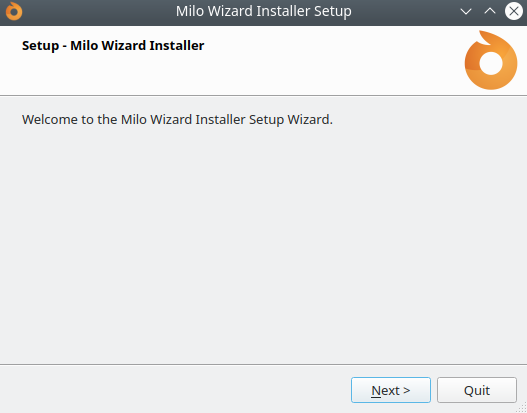 Milo Wizard Installer Setup
Setup - Milo Wizard Installer
Welcome to the Milo Wizard Installer Setup Wizard.
Next >
Quit